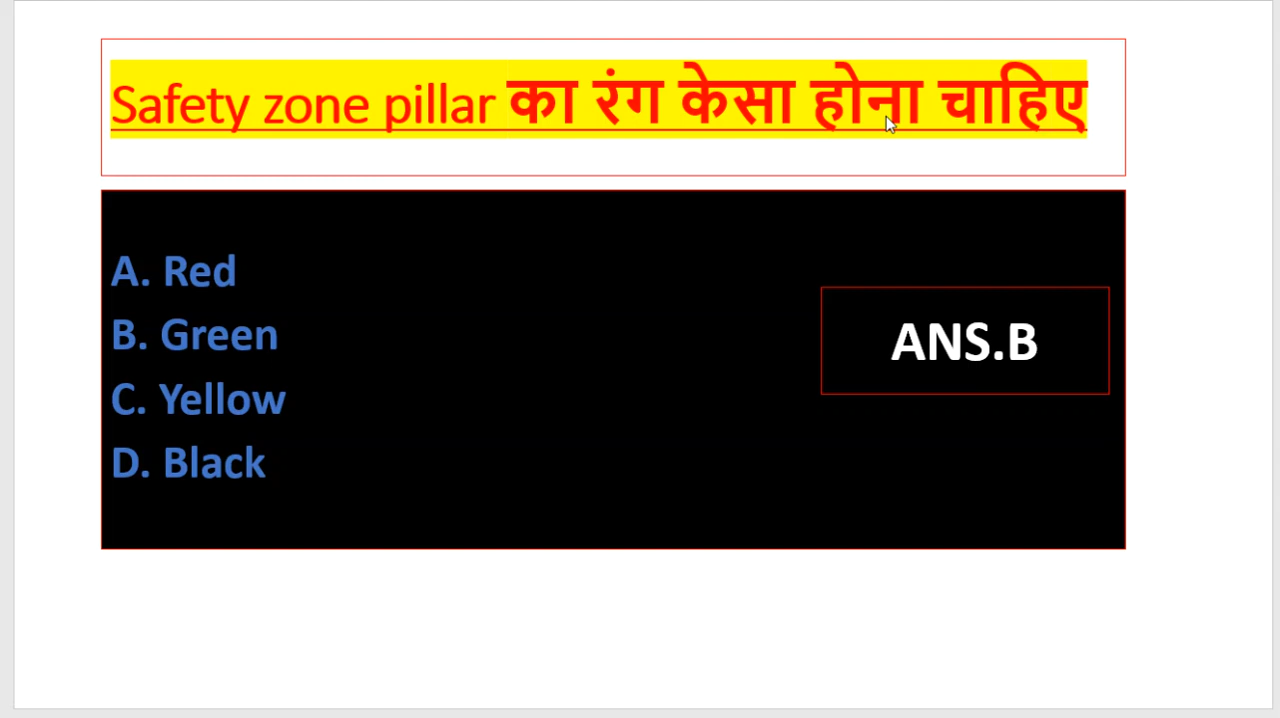 Safety zone pillar का रंग केसा होना चाहिए
A. Red
B. Green
C. Yellow
D. Black
ANS.B